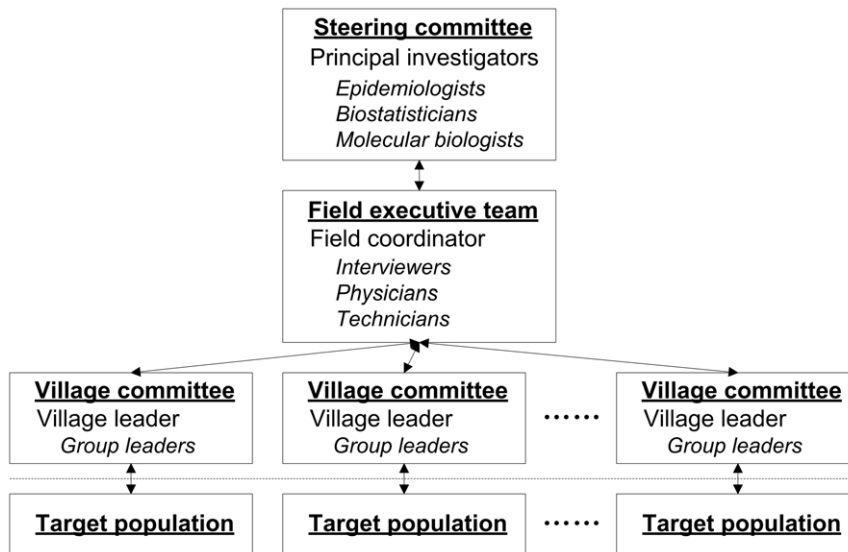 Steering committee
Principal investigators
Epidemiologists
Biostatisticians
Molecular biologists
Field executive team
Field coordinator
Interviewers
Physicians
Technicians
Village committee
Village leader
Group leaders
Village committee
Village leader
Group leaders
......
Village committee
Village leader
Group leaders
Target population
Target population
......
Target population